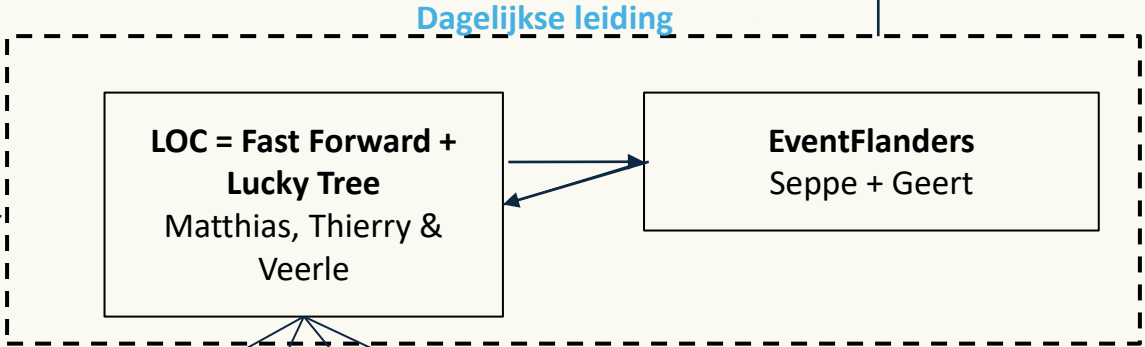 Dagelijkse leiding
LOC = Fast Forward +
Lucky Tree
Matthias, Thierry &
Veerle
EventFlanders
Seppe + Geert